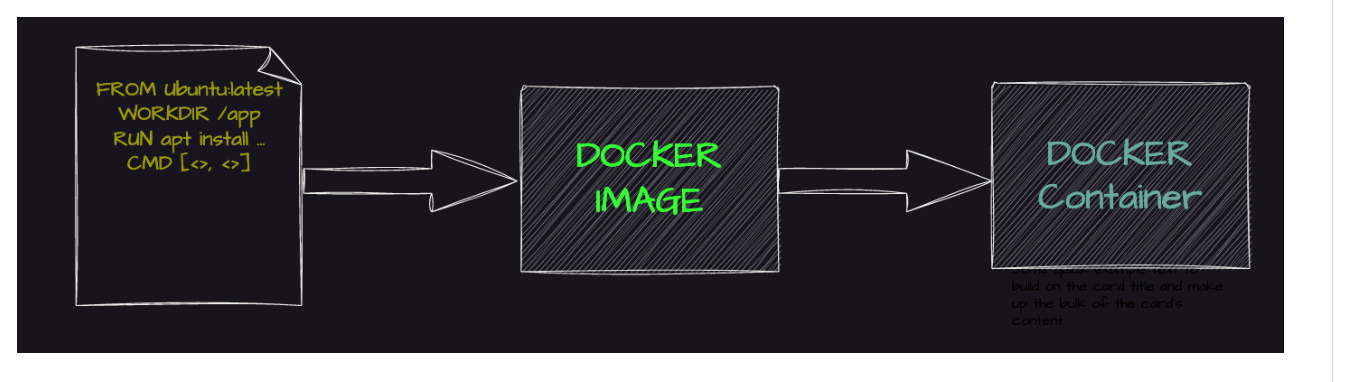 FROM Ubuntu:latest
WORKDIR /app
RUN apt install ...
CMD [<>, <>]
DOCKER
IMAGE
DOCKER
Container
build on the card title and make
up the bulk of the card's
content